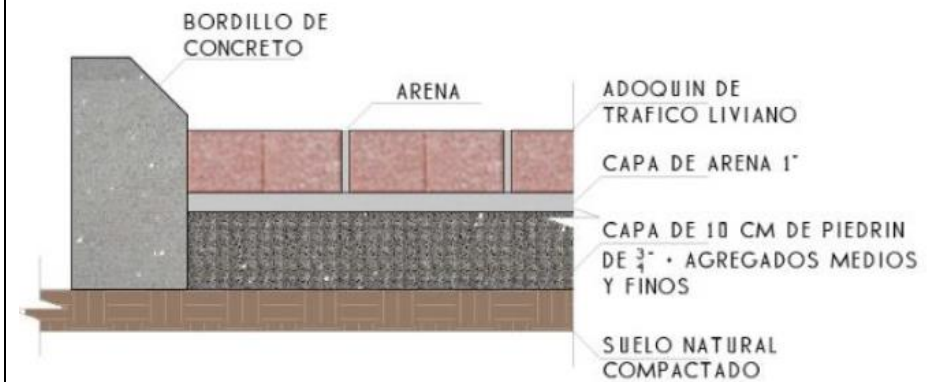 BORDILLO DE
CONCRETO
ARENA
ADOQUIN DE
TRAFICO LIVIANO
CAPA DE ARENA 1"
CAPA DE 10 CM DE PIEDRIN
DE 3/4" + AGREGADOS MEDIOS
Y FINOS
SUELO NATURAL
COMPACTADO